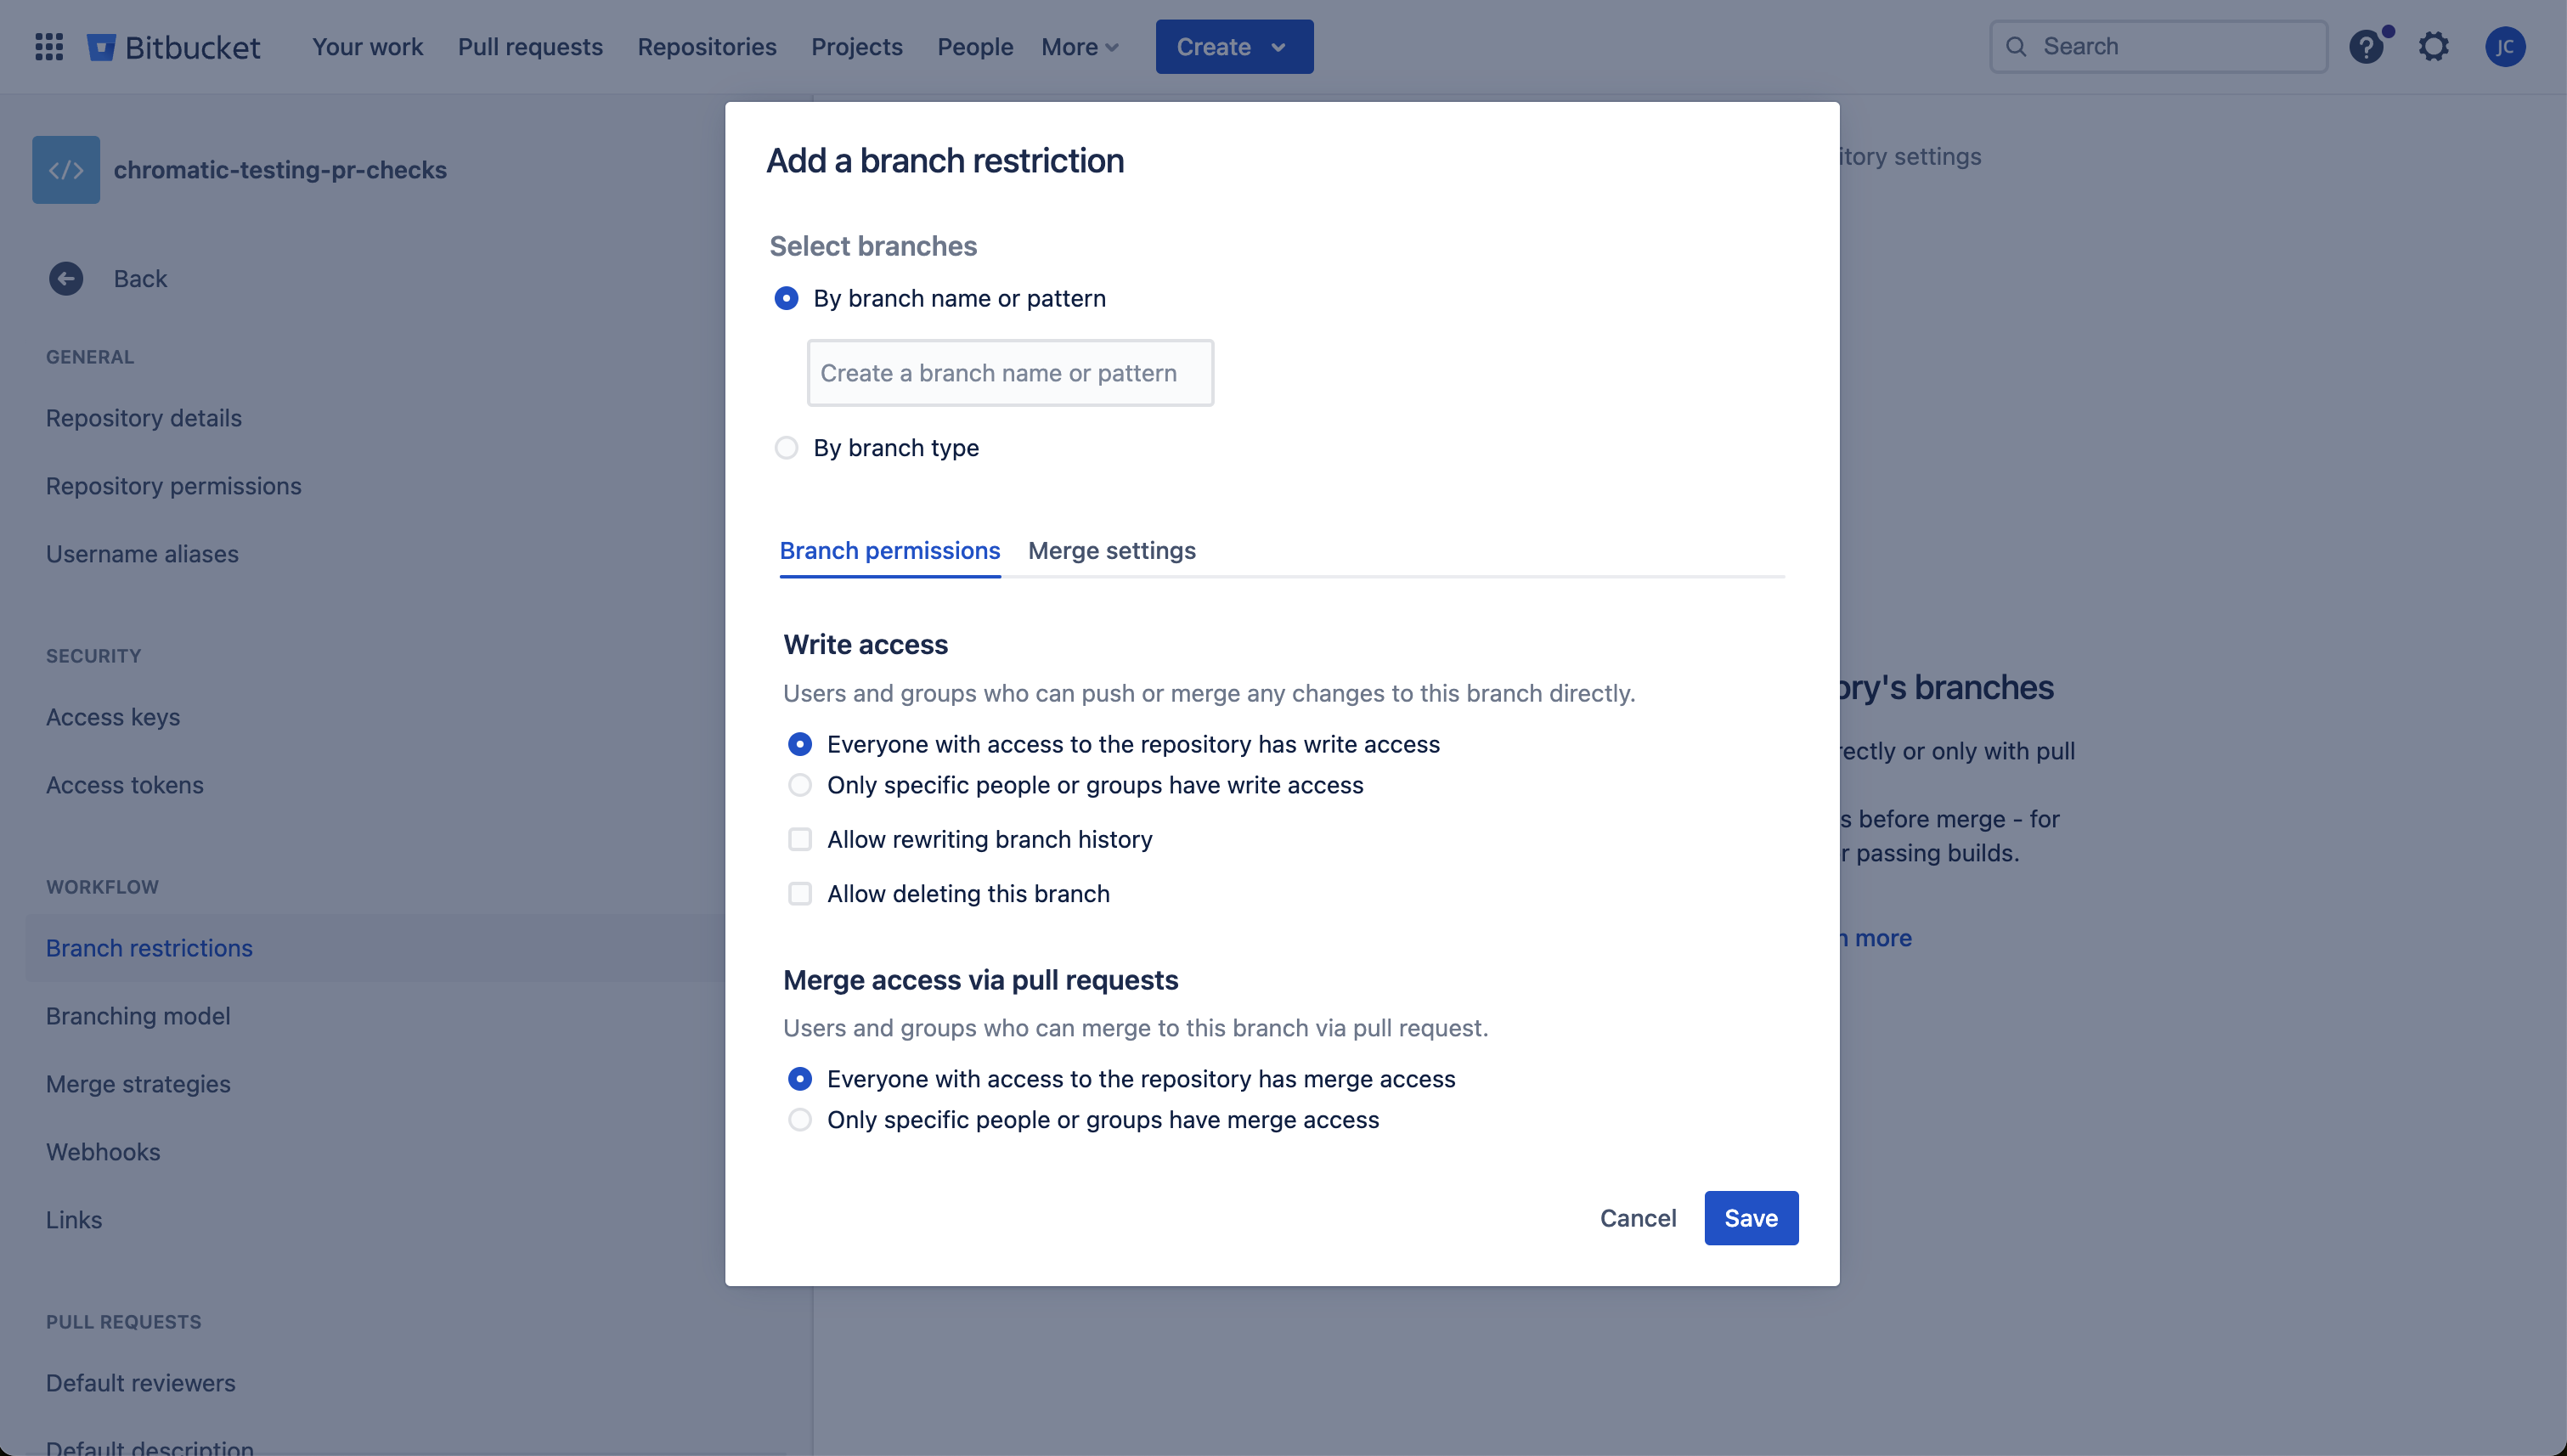 Bitbucket
Your work
Pull requests
Repositories
Projects
People
More
Create
Search
?
JC
</> chromatic-testing-pr-checks
Back
GENERAL
Repository details
Repository permissions
Username aliases
SECURITY
Access keys
Access tokens
WORKFLOW
Branch restrictions
Branching model
Merge strategies
Webhooks
Links
PULL REQUESTS
Default reviewers
Default description
Add a branch restriction
Select branches
By branch name or pattern
Create a branch name or pattern
By branch type
Branch permissions
Merge settings
Write access
Users and groups who can push or merge any changes to this branch directly.
Everyone with access to the repository has write access
Only specific people or groups have write access
Allow rewriting branch history
Allow deleting this branch
Merge access via pull requests
Users and groups who can merge to this branch via pull request.
Everyone with access to the repository has merge access
Only specific people or groups have merge access
Cancel
Save
itory settings
ory's branches
rectly or only with pull
s before merge - for
r passing builds.
n more